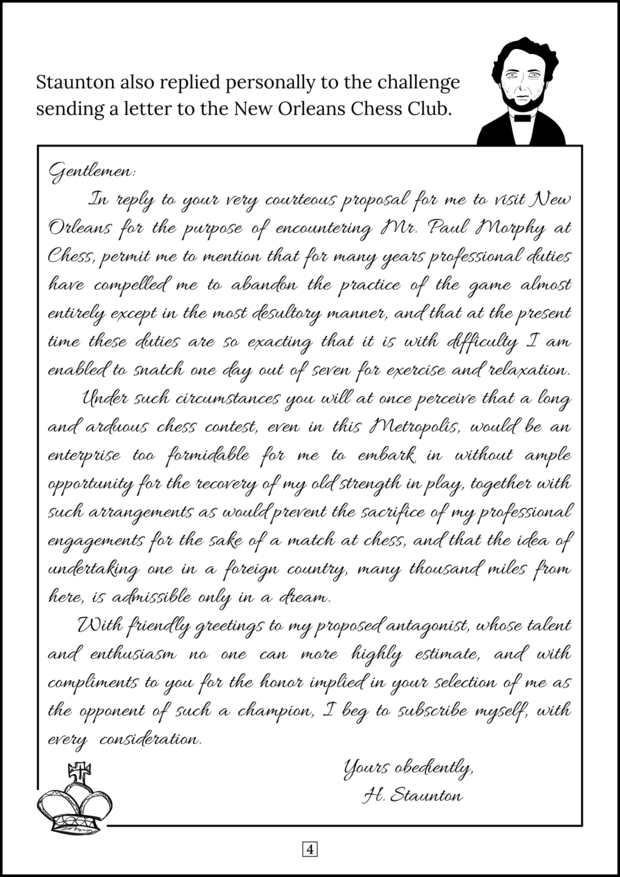 Staunton also replied personally to the challenge
sending a letter to the New Orleans Chess Club.
Gentlemen:
In reply to your very courteous proposal for me to visit New
Orleans for the purpose of encountering Mr. Paul Morphy at
Chess, permit me to mention that for many years professional duties
have compelled me to abandon the practice of the game almost
entirely except in the most desultory manner, and that at the present
time these duties are so exacting that it is with difficulty I am
enabled to snatch one day out of seven for exercise and relaxation.
Under such circumstances you will at once perceive that a long
and arduous chess contest, even in this Metropolis, would be an
enterprise too formidable for me to embark in without ample
opportunity for the recovery of my old strength in play, together with
such arrangements as would prevent the sacrifice of my professional
engagements for the sake of a match at chess, and that the idea of
undertaking one in a foreign country, many thousand miles from
here, is admissible only in a dream.
With friendly greetings to my proposed antagonist, whose talent
and enthusiasm no one can more highly estimate, and with
compliments to you for the honor implied in your selection of me as
the opponent of such a champion, I beg to subscribe myself, with
every consideration.
Yours obediently,
H. Staunton
4